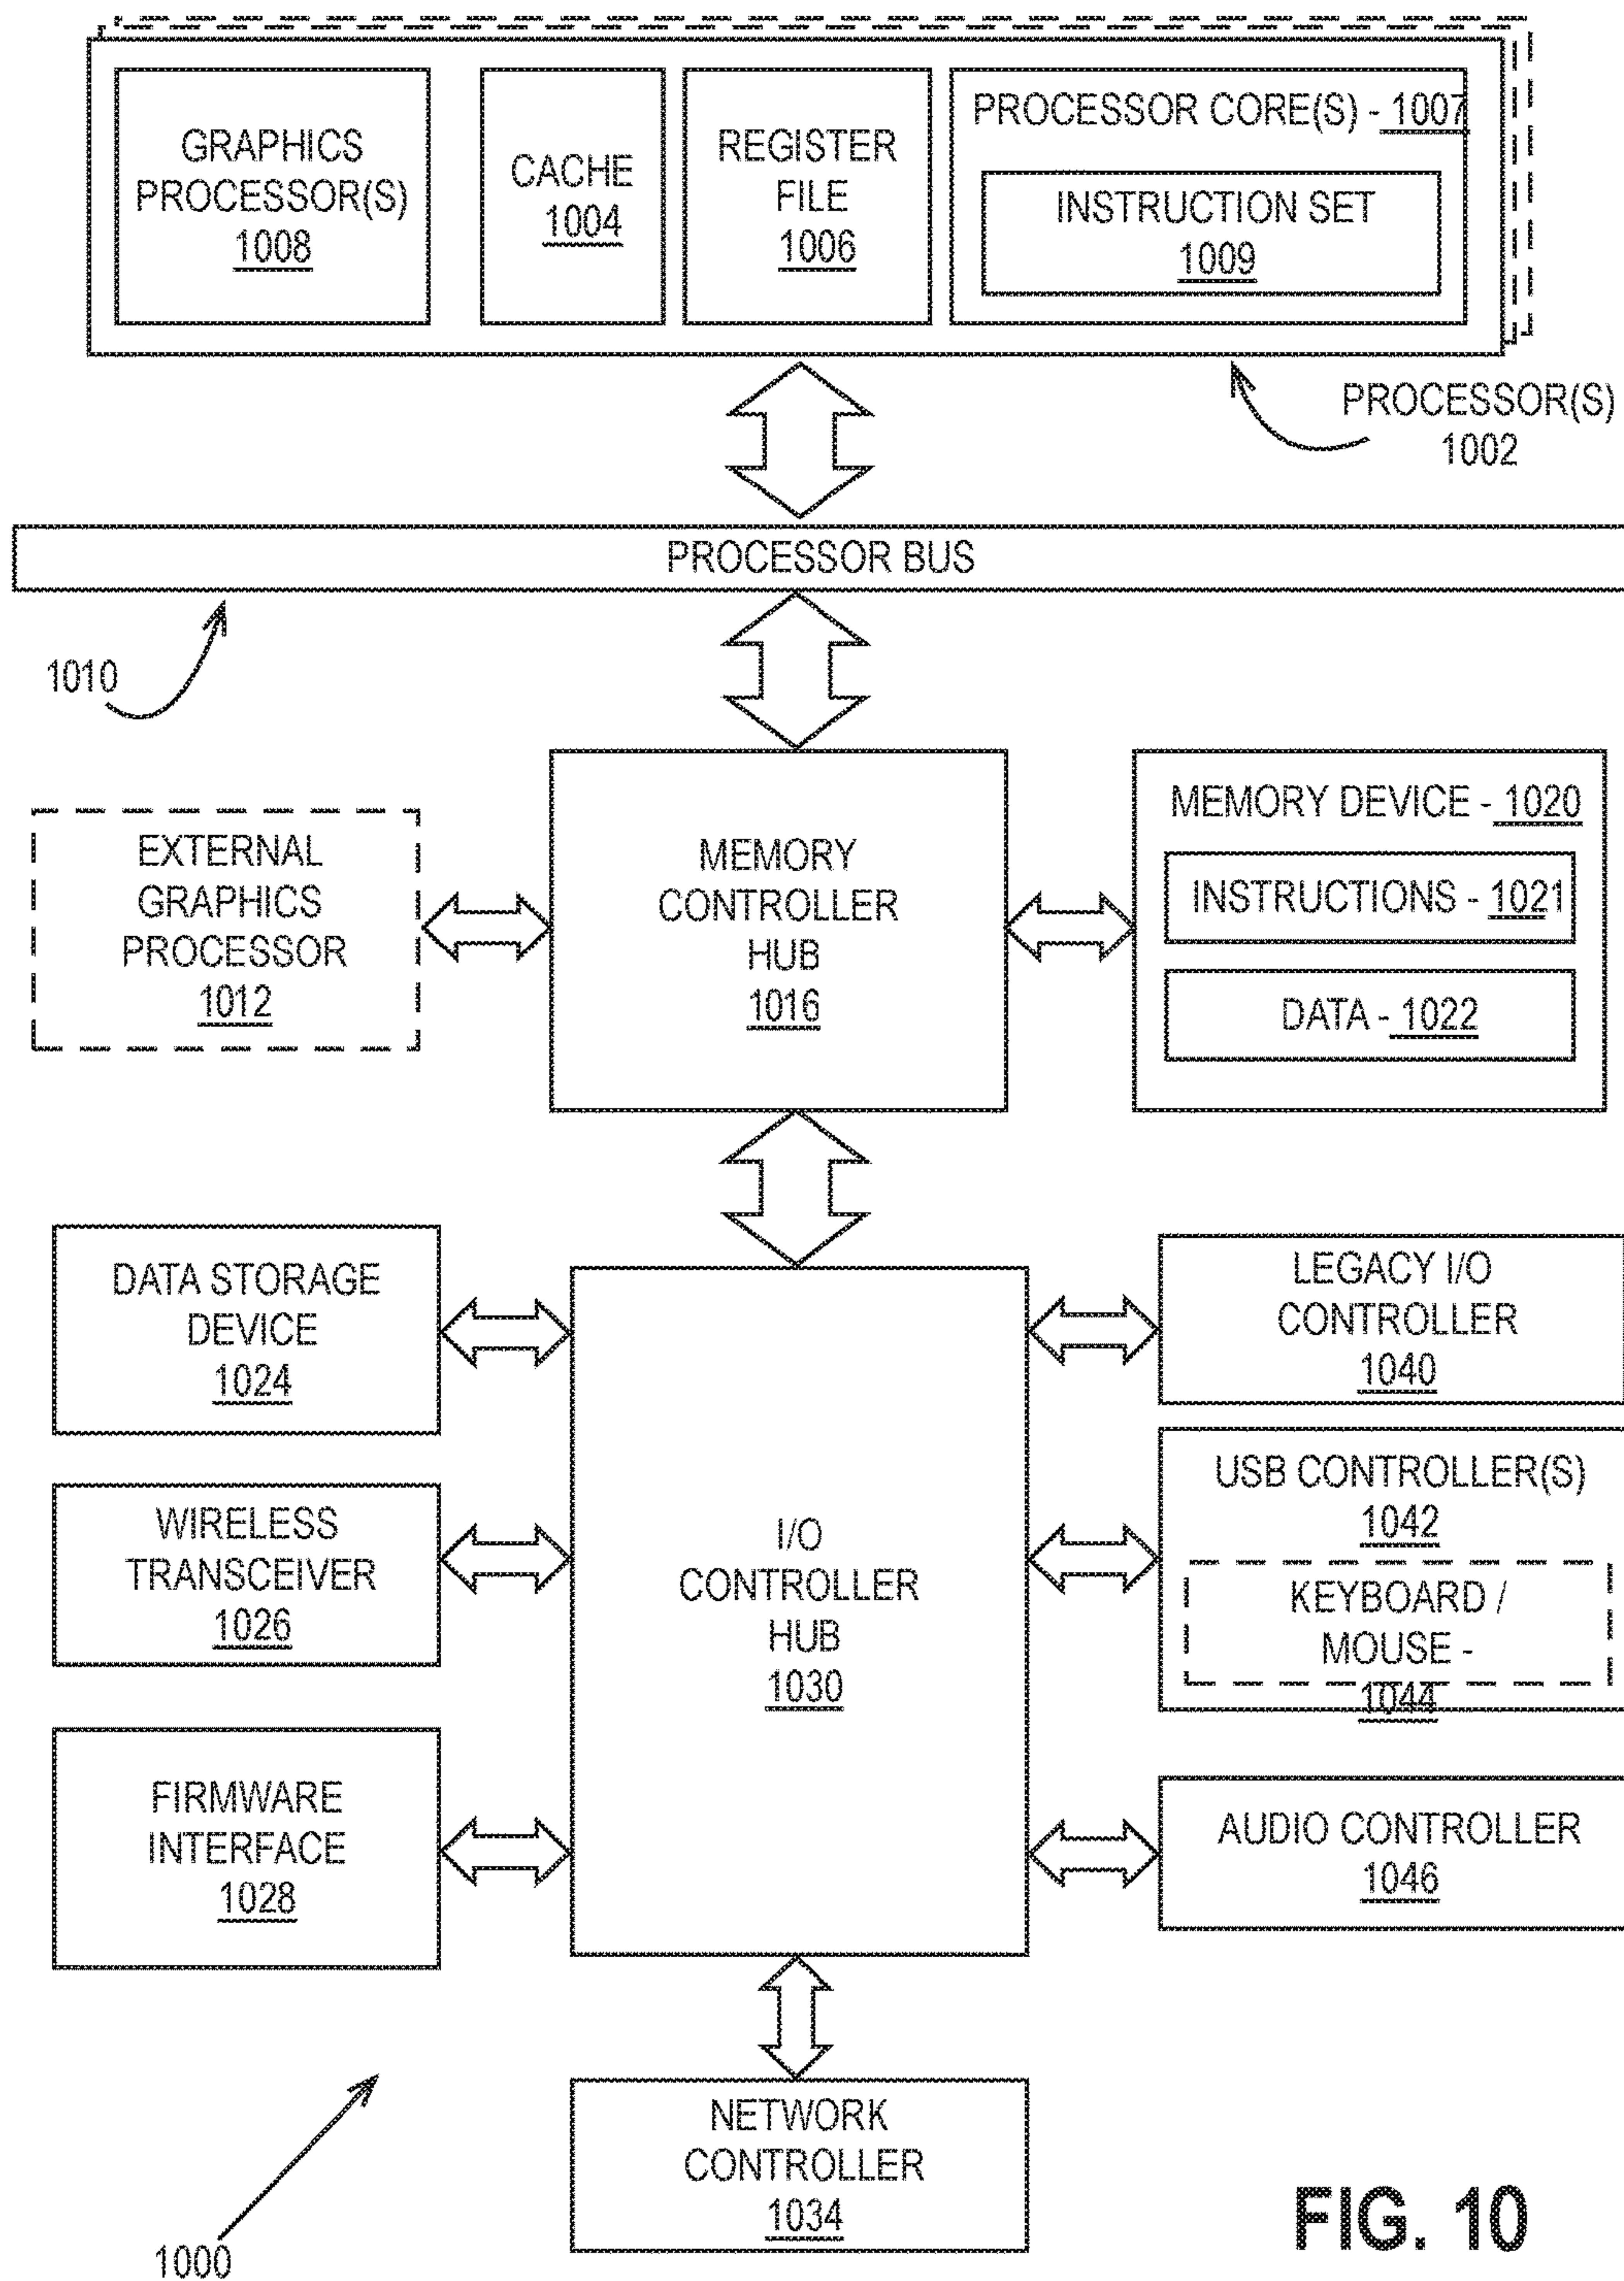 GRAPHICS
PROCESSOR(S)
1008
CACHE
1004
REGISTER
FILE
1006
PROCESSOR CORE(S) - 1007
INSTRUCTION SET
1009
PROCESSOR(S)
1002
PROCESSOR BUS
1010
EXTERNAL
GRAPHICS
PROCESSOR
1012
MEMORY
CONTROLLER
HUB
1016
MEMORY DEVICE - 1020
INSTRUCTIONS - 1021
DATA - 1022
DATA STORAGE
DEVICE
1024
WIRELESS
TRANSCEIVER
1026
FIRMWARE
INTERFACE
1028
I/O
CONTROLLER
HUB
1030
LEGACY I/O
CONTROLLER
1040
USB CONTROLLER(S)
1042
KEYBOARD /
MOUSE -
1044
AUDIO CONTROLLER
1046
NETWORK
CONTROLLER
1034
1000
FIG. 10